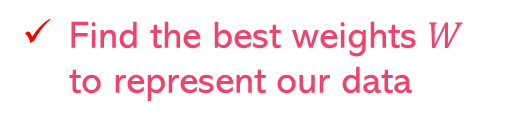 ✓ Find the best weights W
to represent our data